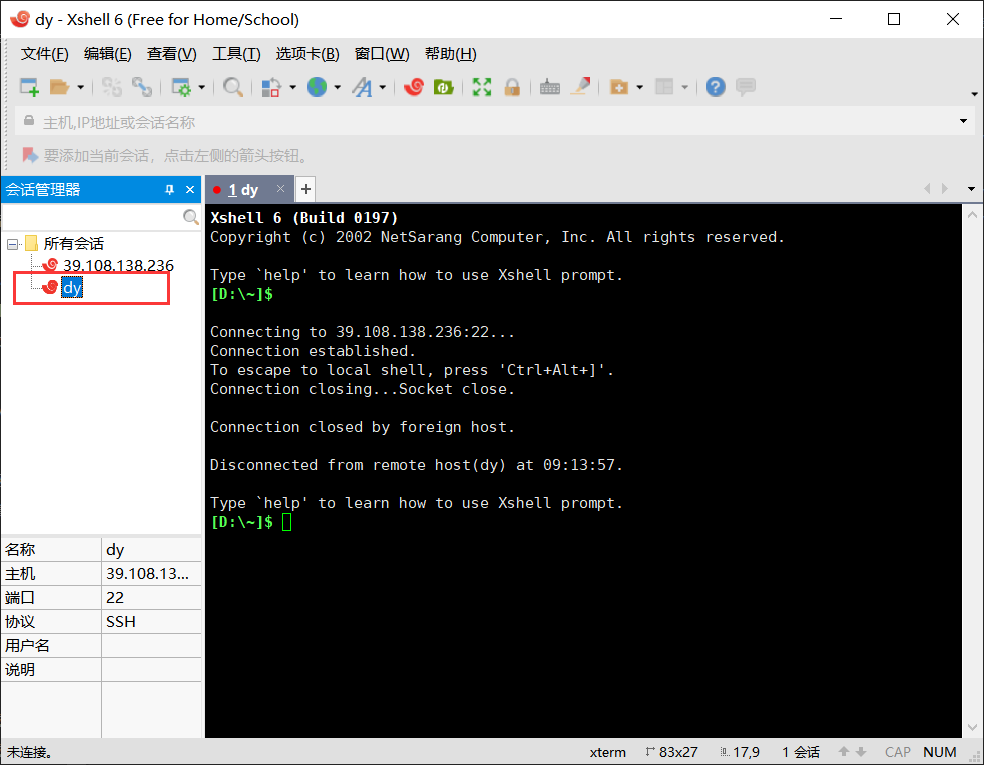 dy - Xshell 6 (Free for Home/School)
文件(F) 编辑(E) 查看(V) 工具(T) 选项卡(B) 窗口(W) 帮助(H)
主机,IP地址或会话名称
要添加当前会话，点击左侧的箭头按钮。
会话管理器
1 dy
所有会话
39.108.138.236
dy
Xshell 6 (Build 0197)
Copyright (c) 2002 NetSarang Computer, Inc. All rights reserved.
Type `help' to learn how to use Xshell prompt.
[D:\~]$
Connecting to 39.108.138.236:22...
Connection established.
To escape to local shell, press 'Ctrl+Alt+]'.
Connection closing...Socket close.
Connection closed by foreign host.
Disconnected from remote host(dy) at 09:13:57.
Type `help' to learn how to use Xshell prompt.
[D:\~]$
名称 dy
主机 39.108.13...
端口 22
协议 SSH
用户名
说明
未连接。 xterm 83x27 17,9 1 会话 CAP NUM